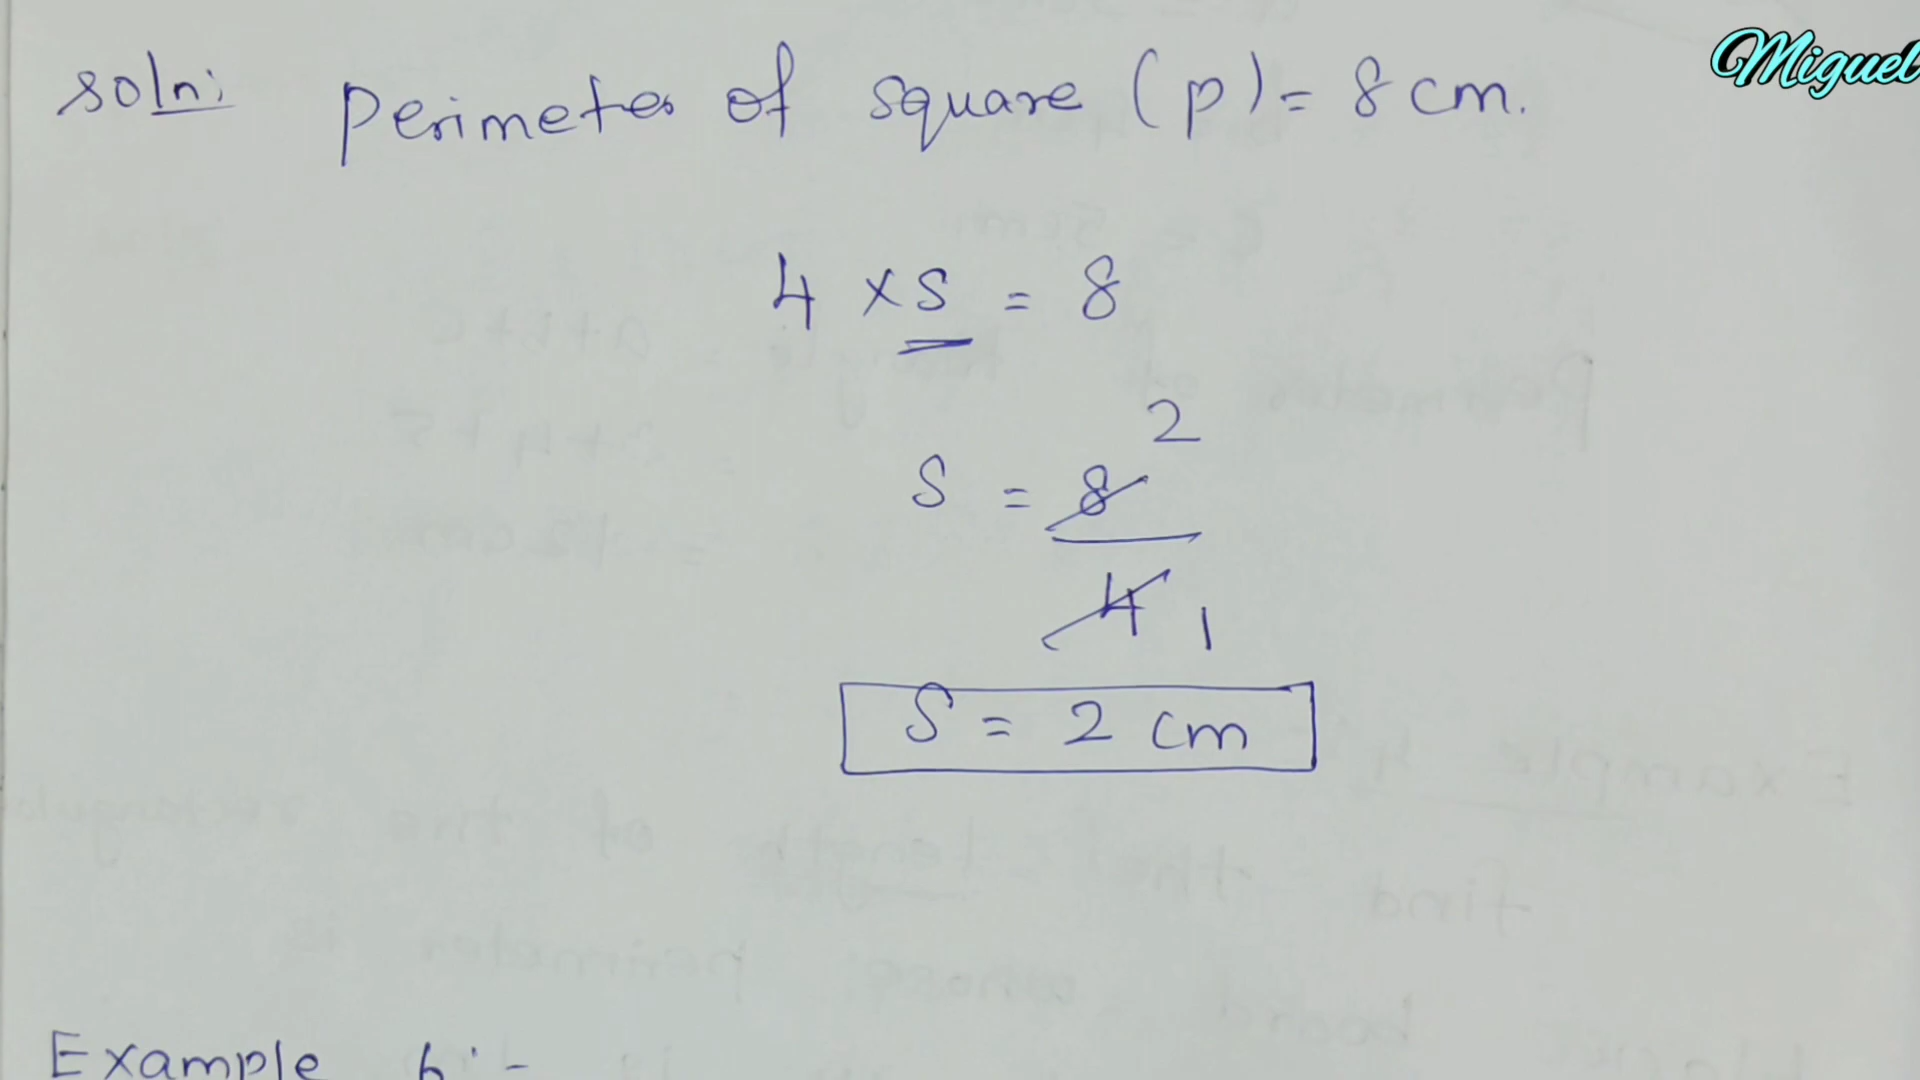 Miguel
soln:
Perimeter of square (p) = 8 cm.
4 × s = 8
2
s = 8
4 1
S = 2 cm
Example 6:-